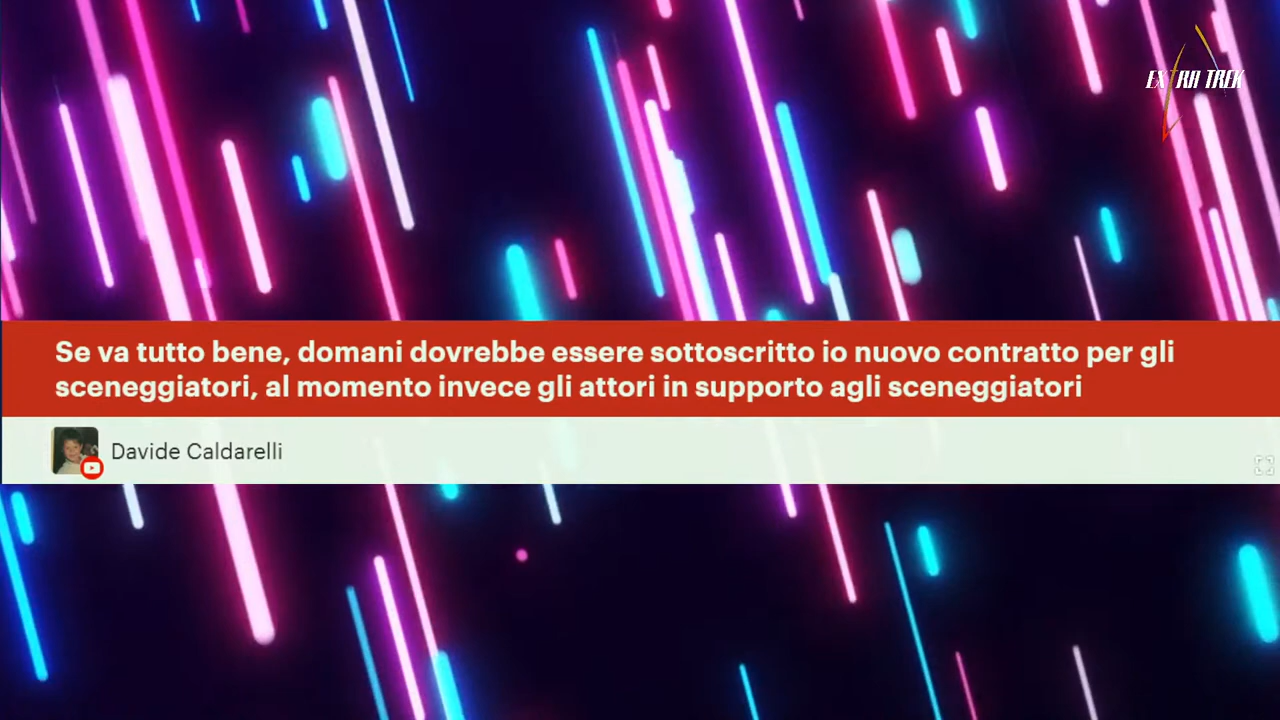 EXTRA TREK
Se va tutto bene, domani dovrebbe essere sottoscritto io nuovo contratto per gli
sceneggiatori, al momento invece gli attori in supporto agli sceneggiatori
Davide Caldarelli